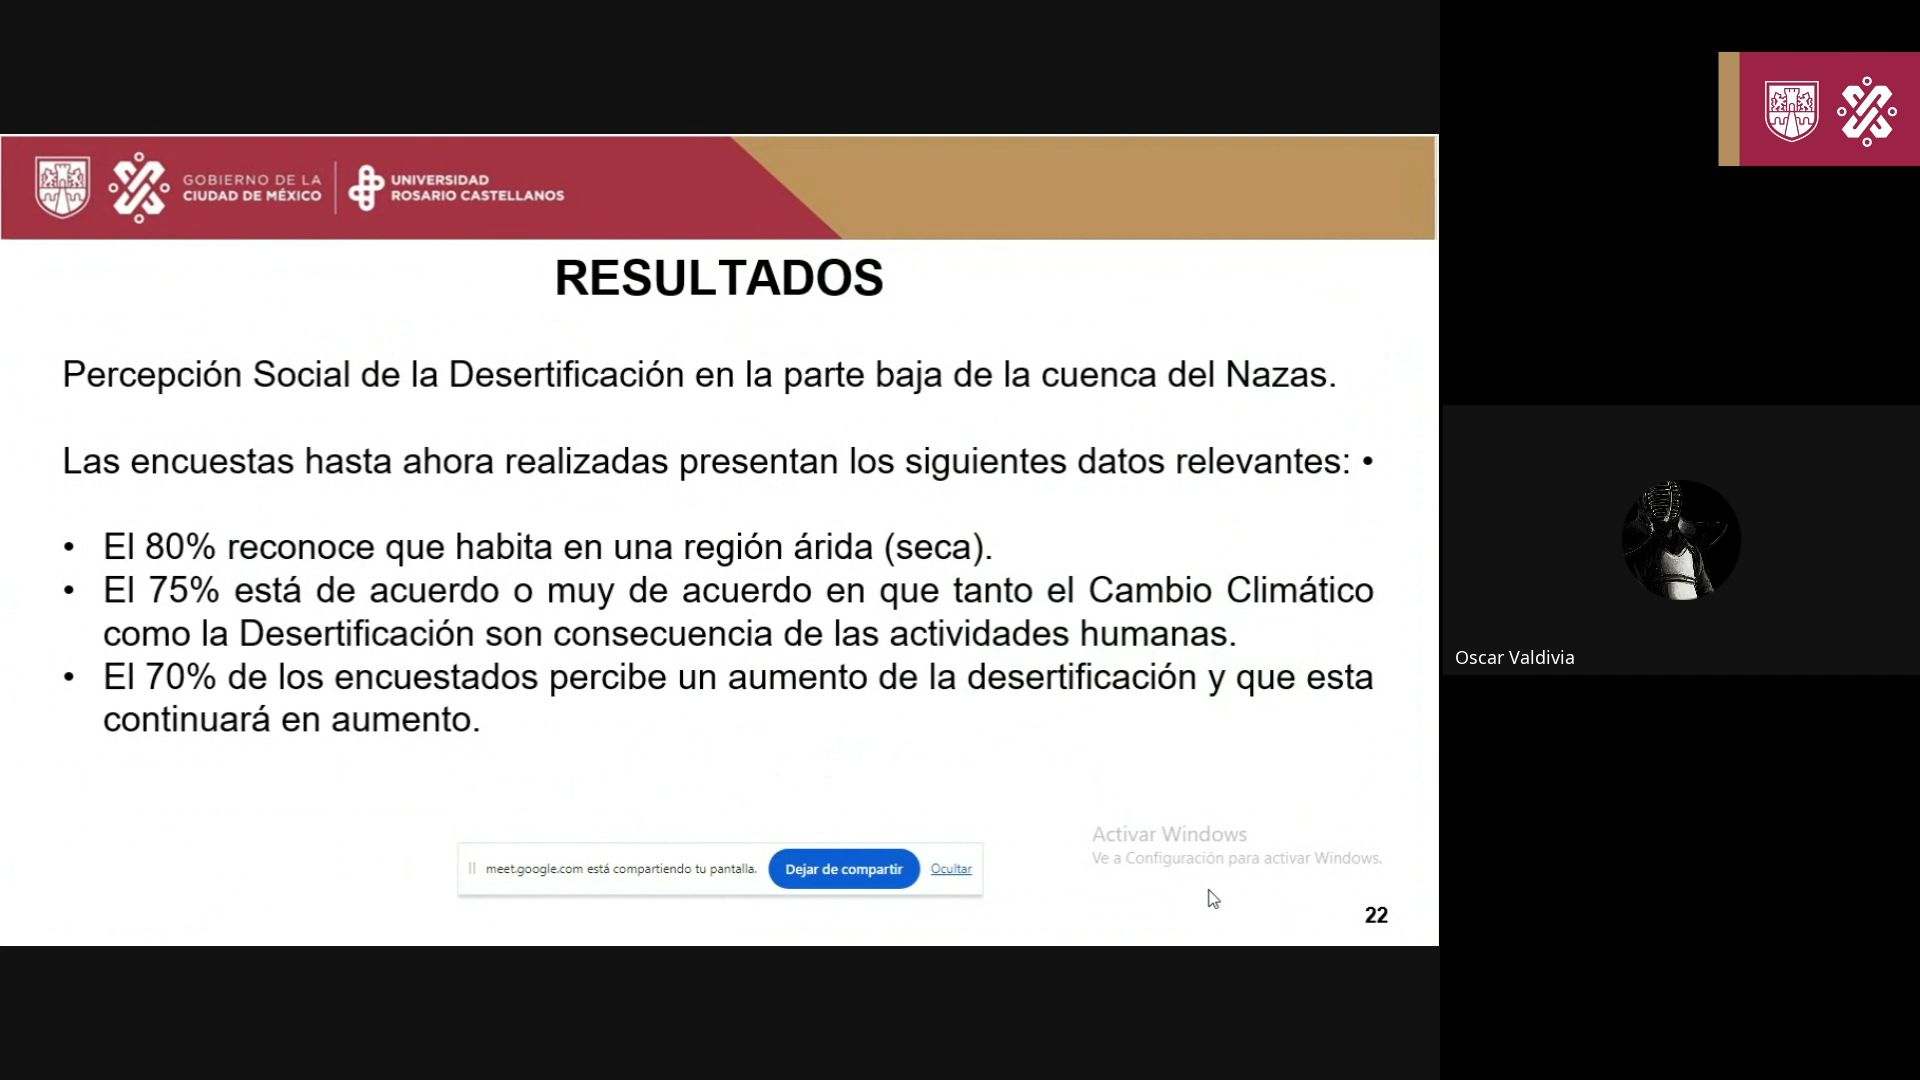 GOBIERNO DE LA
CIUDAD DE MÉXICO
UNIVERSIDAD
ROSARIO CASTELLANOS
RESULTADOS
Percepción Social de la Desertificación en la parte baja de la cuenca del Nazas.
Las encuestas hasta ahora realizadas presentan los siguientes datos relevantes: •
• El 80% reconoce que habita en una región árida (seca).
• El 75% está de acuerdo o muy de acuerdo en que tanto el Cambio Climático
como la Desertificación son consecuencia de las actividades humanas.
• El 70% de los encuestados percibe un aumento de la desertificación y que esta
continuará en aumento.
Activar Windows
Ve a Configuración para activar Windows.
meet.google.com está compartiendo tu pantalla.
Dejar de compartir
Ocultar
22
Oscar Valdivia